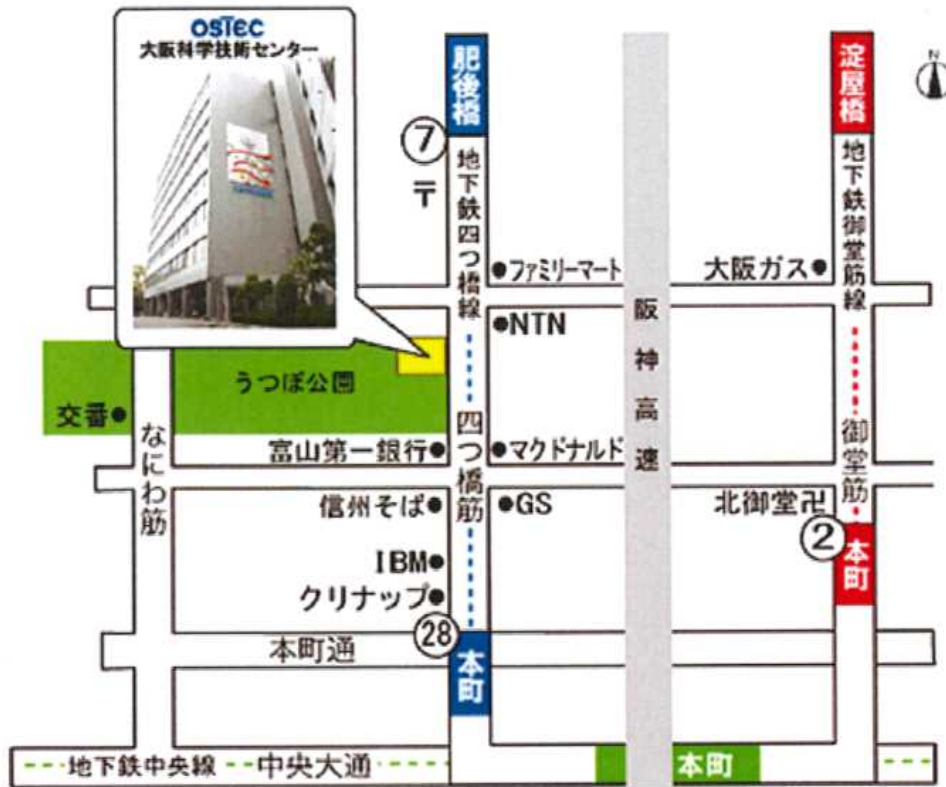 OSTEC
大阪科学技術センター
肥後橋
淀屋橋
N
7
〒
地下鉄四つ橋線
地下鉄御堂筋線
ファミリーマート
大阪ガス
NTN
阪神高速
うつぼ公園
交番
なにわ筋
四つ橋筋
御堂筋
富山第一銀行
マクドナルド
信州そば
GS
北御堂卍
2
本町
IBM
クリナップ
28
本町通
本町
地下鉄中央線
中央大通
本町